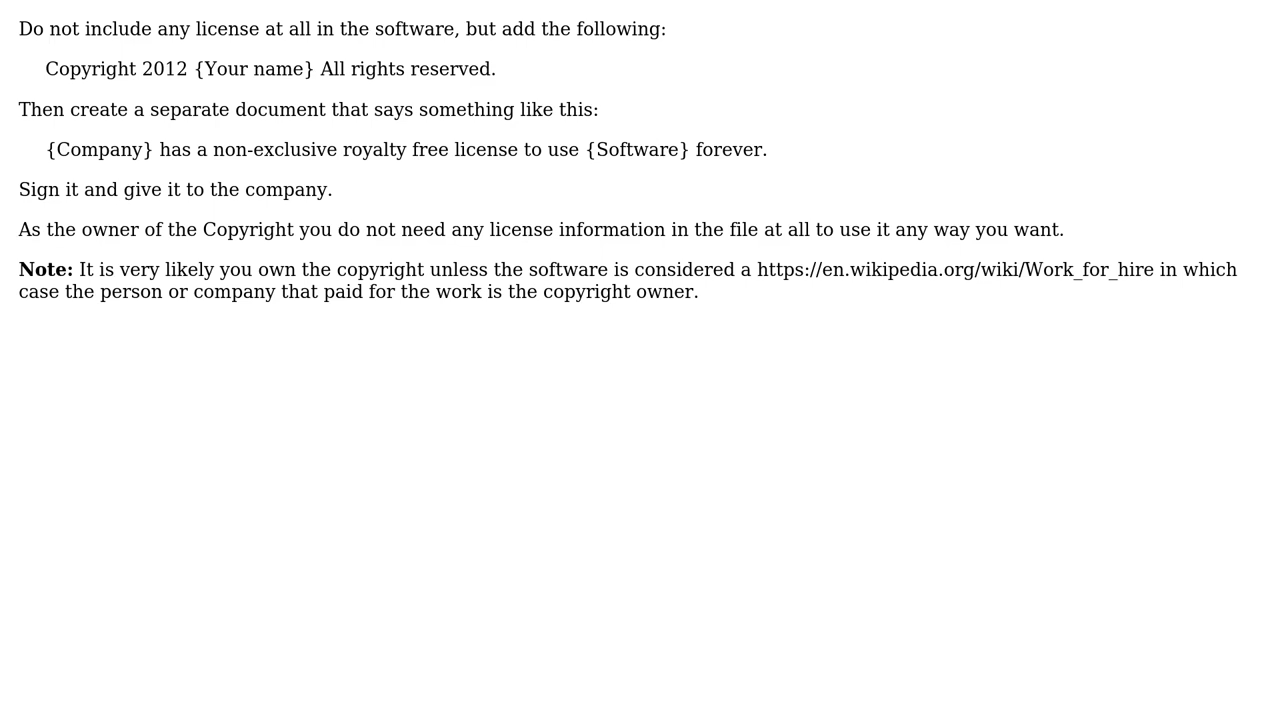 Do not include any license at all in the software, but add the following:
Copyright 2012 {Your name} All rights reserved.
Then create a separate document that says something like this:
{Company} has a non-exclusive royalty free license to use {Software} forever.
Sign it and give it to the company.
As the owner of the Copyright you do not need any license information in the file at all to use it any way you want.
Note: It is very likely you own the copyright unless the software is considered a https://en.wikipedia.org/wiki/Work_for_hire in which
case the person or company that paid for the work is the copyright owner.